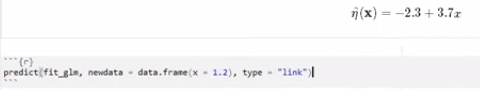 η̂(𝐱) = −2.3 + 3.7x
```{r}
predict(fit_glm, newdata = data.frame(x = 1.2), type = "link")
```